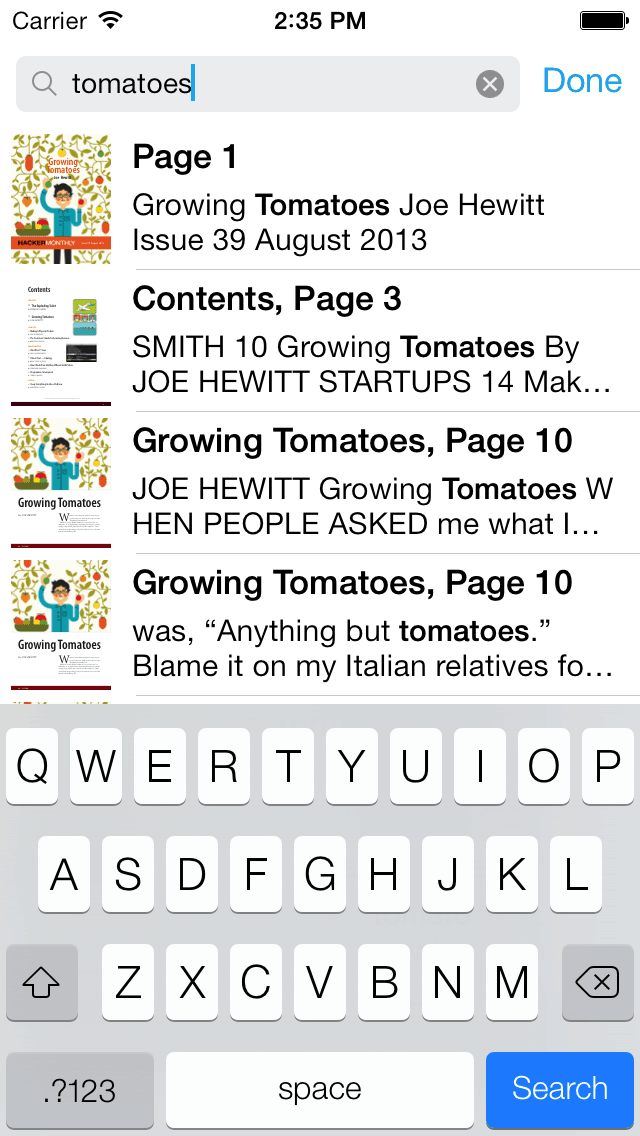 Carrier 2:35 PM
tomatoes Done
Growing
Tomatoes
Joe Hewitt
HACKERMONTHLY
Page 1
Growing Tomatoes Joe Hewitt
Issue 39 August 2013
Contents
Contents, Page 3
SMITH 10 Growing Tomatoes By
JOE HEWITT STARTUPS 14 Mak…
Growing Tomatoes
W
Growing Tomatoes, Page 10
JOE HEWITT Growing Tomatoes W
HEN PEOPLE ASKED me what I…
Growing Tomatoes
W
Growing Tomatoes, Page 10
was, “Anything but tomatoes.”
Blame it on my Italian relatives fo…
Q W E R T Y U I O P
A S D F G H J K L
Z X C V B N M
.?123 space Search